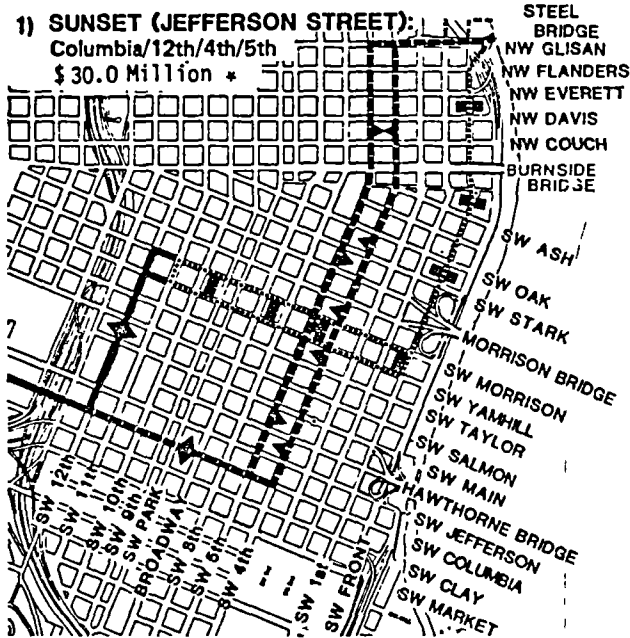 1) SUNSET (JEFFERSON STREET):
Columbia/12th/4th/5th
$30.0 Million *
STEEL
BRIDGE
NW GLISAN
NW FLANDERS
NW EVERETT
NW DAVIS
NW COUCH
BURNSIDE
BRIDGE
SW ASH
SW OAK
SW STARK
MORRISON BRIDGE
SW MORRISON
SW YAMHILL
SW TAYLOR
SW SALMON
SW MAIN
HAWTHORNE BRIDGE
SW JEFFERSON
SW COLUMBIA
SW CLAY
SW MARKET
SW 12th
SW 11th
SW 10th
SW 9th
SW PARK
BROADWAY
SW 8th
SW 6th
SW 4th
SW 1st
SW FRONT